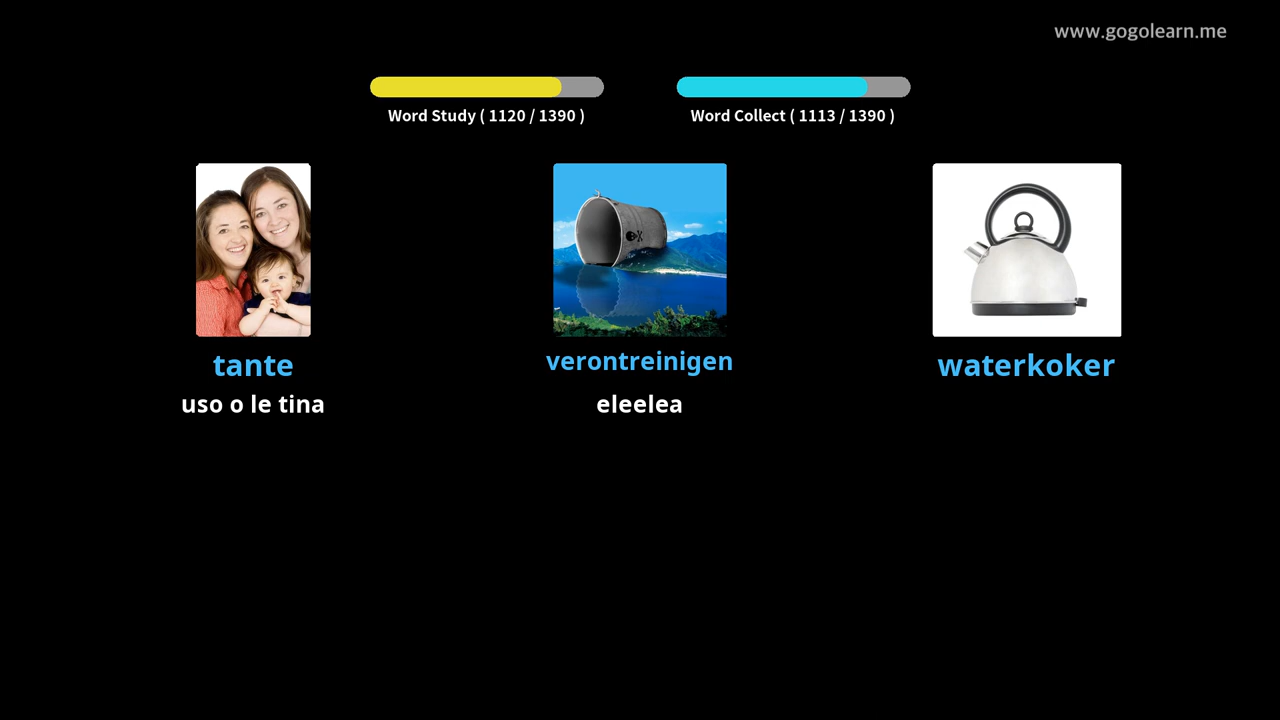 www.gogolearn.me
Word Study ( 1120 / 1390 )
Word Collect ( 1113 / 1390 )
tante
verontreinigen
waterkoker
uso o le tina
eleelea